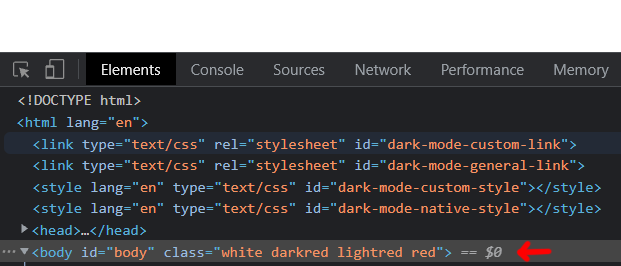 Elements Console Sources Network Performance Memory
<!DOCTYPE html>
<html lang="en">
<link type="text/css" rel="stylesheet" id="dark-mode-custom-link">
<link type="text/css" rel="stylesheet" id="dark-mode-general-link">
<style lang="en" type="text/css" id="dark-mode-custom-style"></style>
<style lang="en" type="text/css" id="dark-mode-native-style"></style>
<head>…</head>
<body id="body" class="white darkred lightred red"> == $0